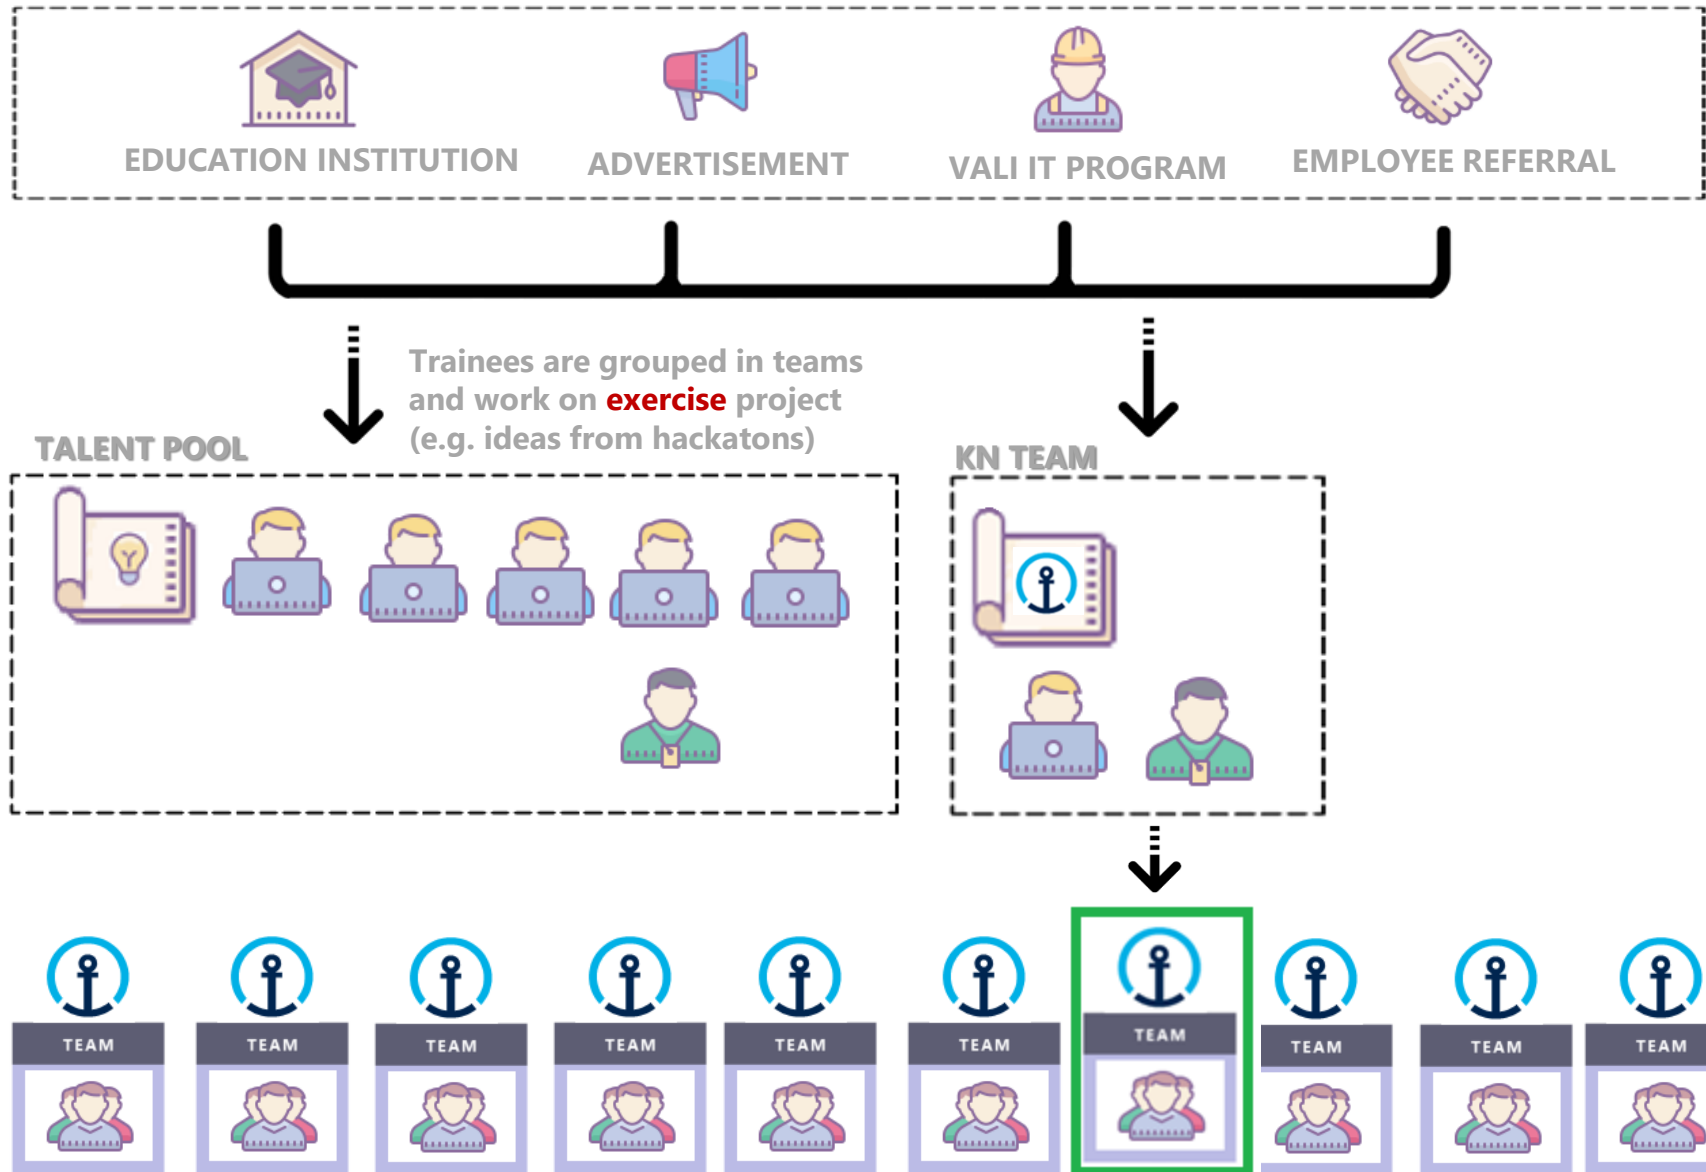 EDUCATION INSTITUTION
ADVERTISEMENT
VALI IT PROGRAM
EMPLOYEE REFERRAL
Trainees are grouped in teams
and work on exercise project
(e.g. ideas from hackatons)
TALENT POOL
KN TEAM
TEAM
TEAM
TEAM
TEAM
TEAM
TEAM
TEAM
TEAM
TEAM
TEAM